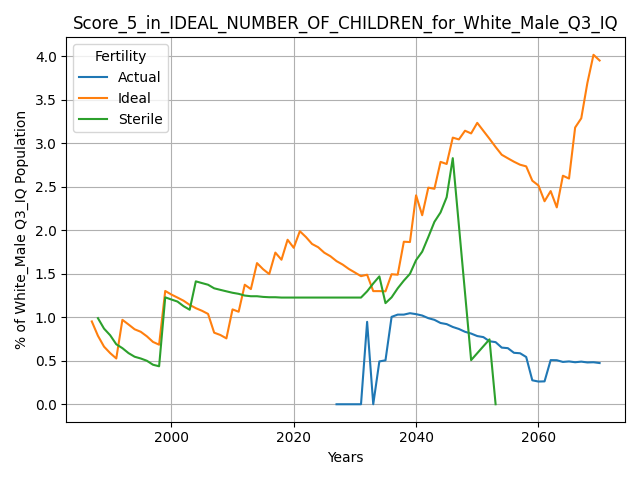 Score_5_in_IDEAL_NUMBER_OF_CHILDREN_for_White_Male_Q3_IQ
Fertility
Actual
Ideal
Sterile
% of White_Male Q3_IQ Population
4.0
3.5
3.0
2.5
2.0
1.5
1.0
0.5
0.0
2000 2020 2040 2060
Years